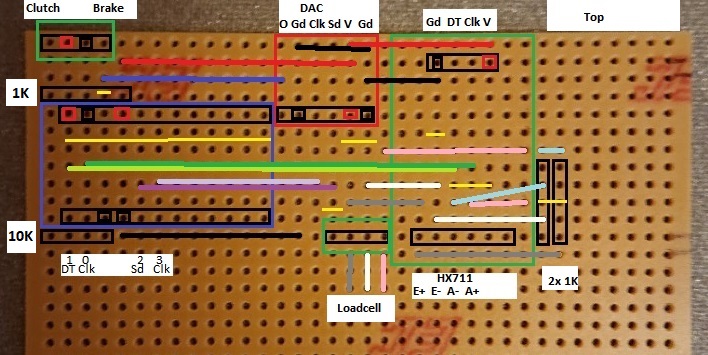 Clutch Brake
DAC
O Gd Clk Sd V Gd
Gd DT Clk V
Top
1K
10K
1 0 2 3
DT Clk Sd Clk
Loadcell
HX711
E+ E- A- A+
2x 1K